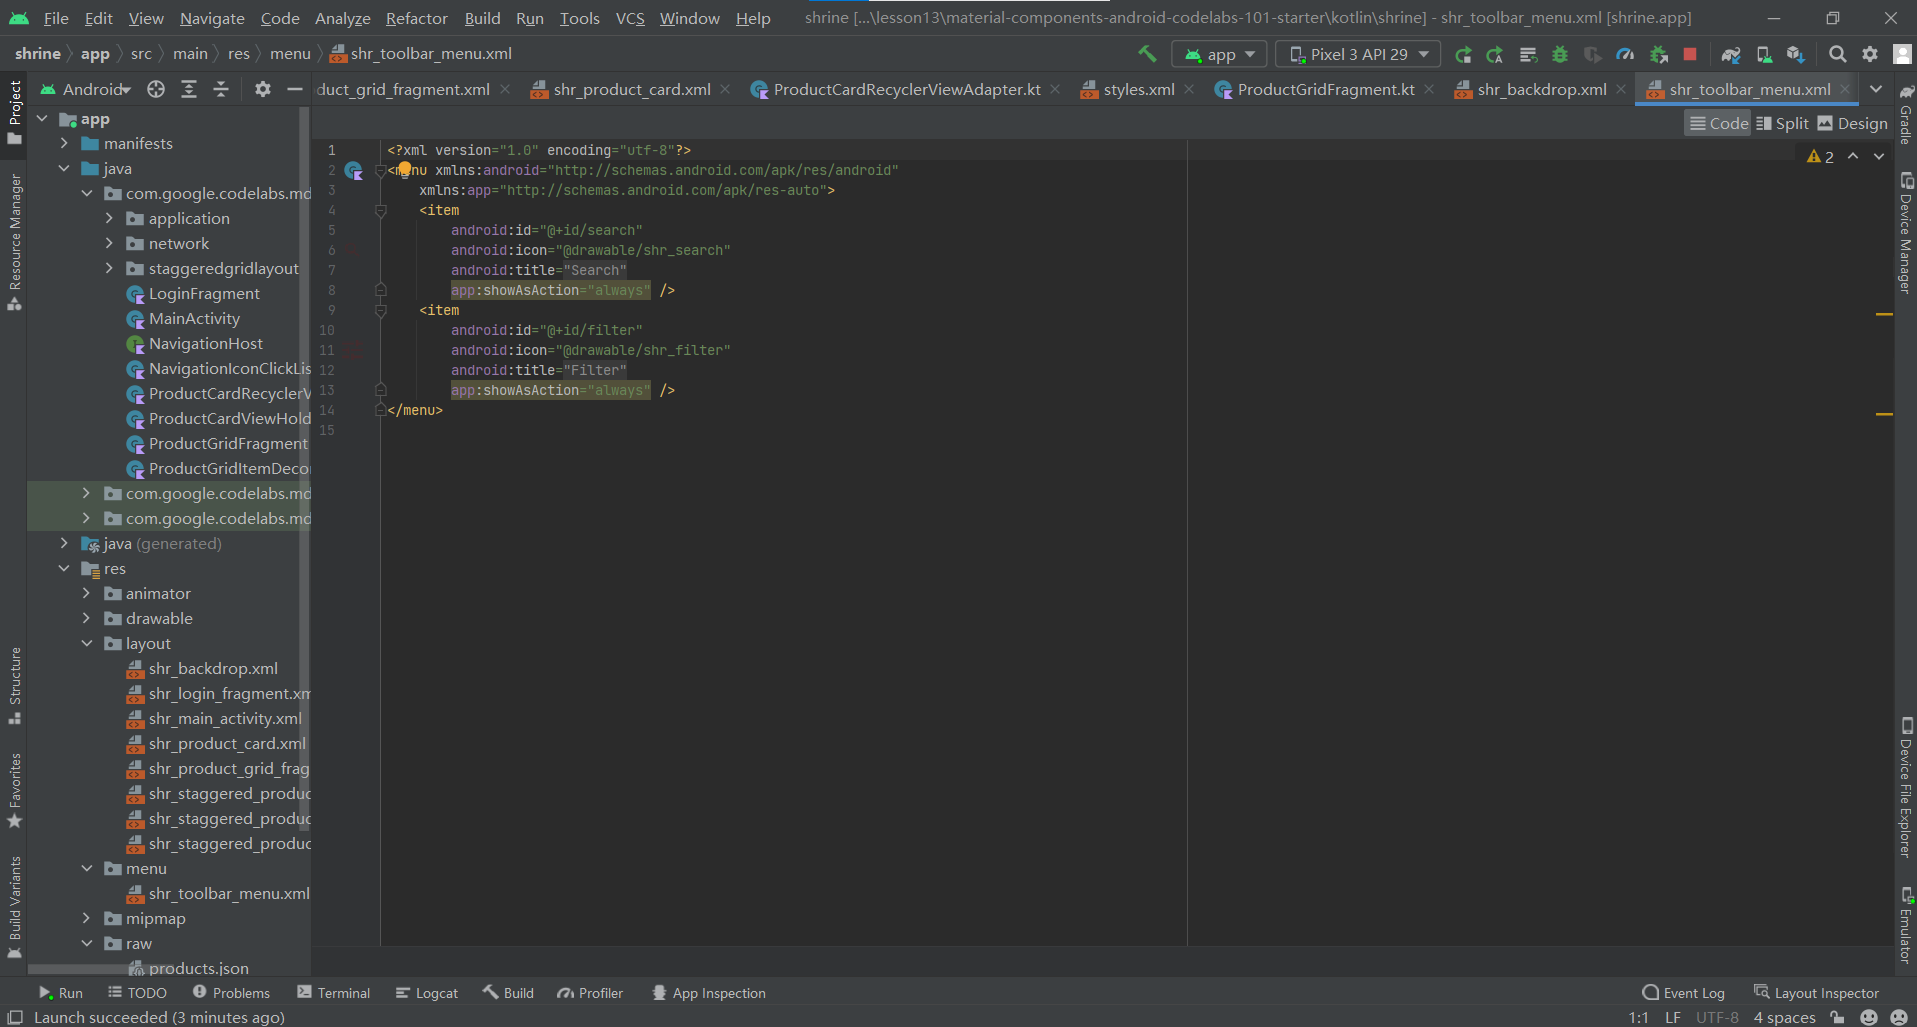 File Edit View Navigate Code Analyze Refactor Build Run Tools VCS Window Help shrine [...\lesson13\material-components-android-codelabs-101-starter\kotlin\shrine] - shr_toolbar_menu.xml [shrine.app]
shrine app src main res menu shr_toolbar_menu.xml app Pixel 3 API 29
Android duct_grid_fragment.xml shr_product_card.xml ProductCardRecyclerViewAdapter.kt styles.xml ProductGridFragment.kt shr_backdrop.xml shr_toolbar_menu.xml
Code Split Design
2
Project
Resource Manager
Structure
Favorites
Build Variants
app
manifests
java
com.google.codelabs.md
application
network
staggeredgridlayout
LoginFragment
MainActivity
NavigationHost
NavigationIconClickLis
ProductCardRecyclerV
ProductCardViewHold
ProductGridFragment
ProductGridItemDeco
com.google.codelabs.md
com.google.codelabs.md
java (generated)
res
animator
drawable
layout
shr_backdrop.xml
shr_login_fragment.xm
shr_main_activity.xml
shr_product_card.xml
shr_product_grid_frag
shr_staggered_produc
shr_staggered_produc
shr_staggered_produc
menu
shr_toolbar_menu.xml
mipmap
raw
products.json
1 <?xml version="1.0" encoding="utf-8"?>
2 <menu xmlns:android="http://schemas.android.com/apk/res/android"
3 xmlns:app="http://schemas.android.com/apk/res-auto">
4 <item
5 android:id="@+id/search"
6 android:icon="@drawable/shr_search"
7 android:title="Search"
8 app:showAsAction="always" />
9 <item
10 android:id="@+id/filter"
11 android:icon="@drawable/shr_filter"
12 android:title="Filter"
13 app:showAsAction="always" />
14 </menu>
15
Gradle
Device Manager
Device File Explorer
Emulator
Run TODO Problems Terminal Logcat Build Profiler App Inspection Event Log Layout Inspector
Launch succeeded (3 minutes ago) 1:1 LF UTF-8 4 spaces